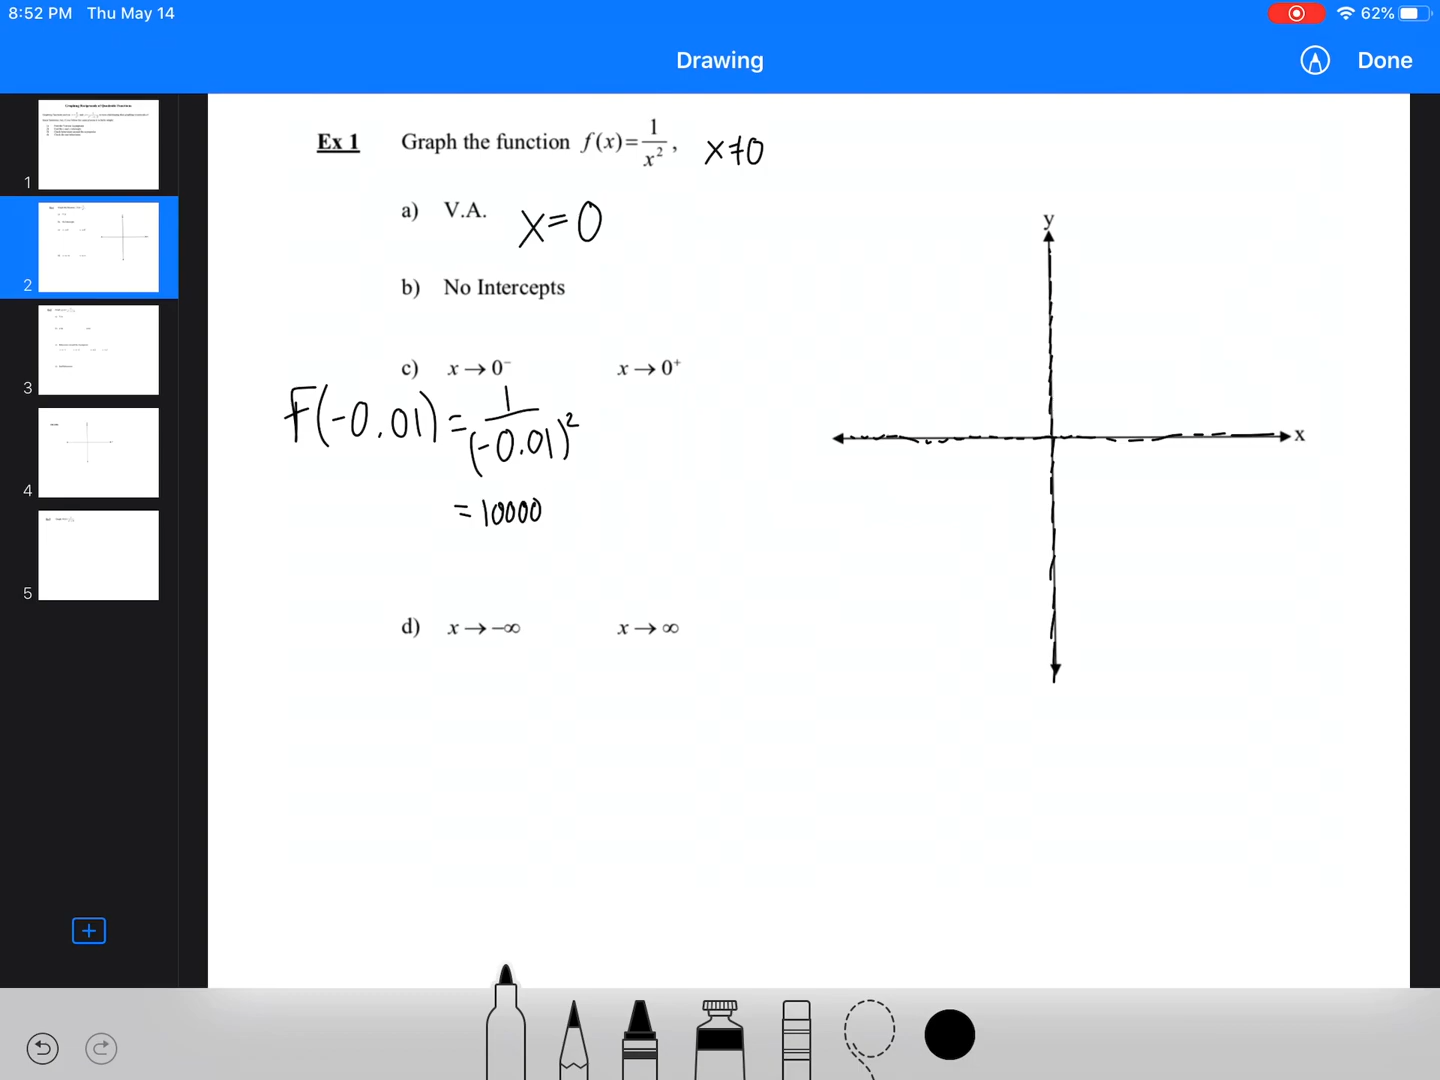 8:52 PM Thu May 14
62%
Drawing
Done
1
2
3
4
5
Ex 1 Graph the function f(x)=1/x², x≠0
a) V.A. x=0
b) No Intercepts
c) x→0⁻ x→0⁺
F(-0.01)=1/(-0.01)²
=10000
d) x→-∞ x→∞
y
x